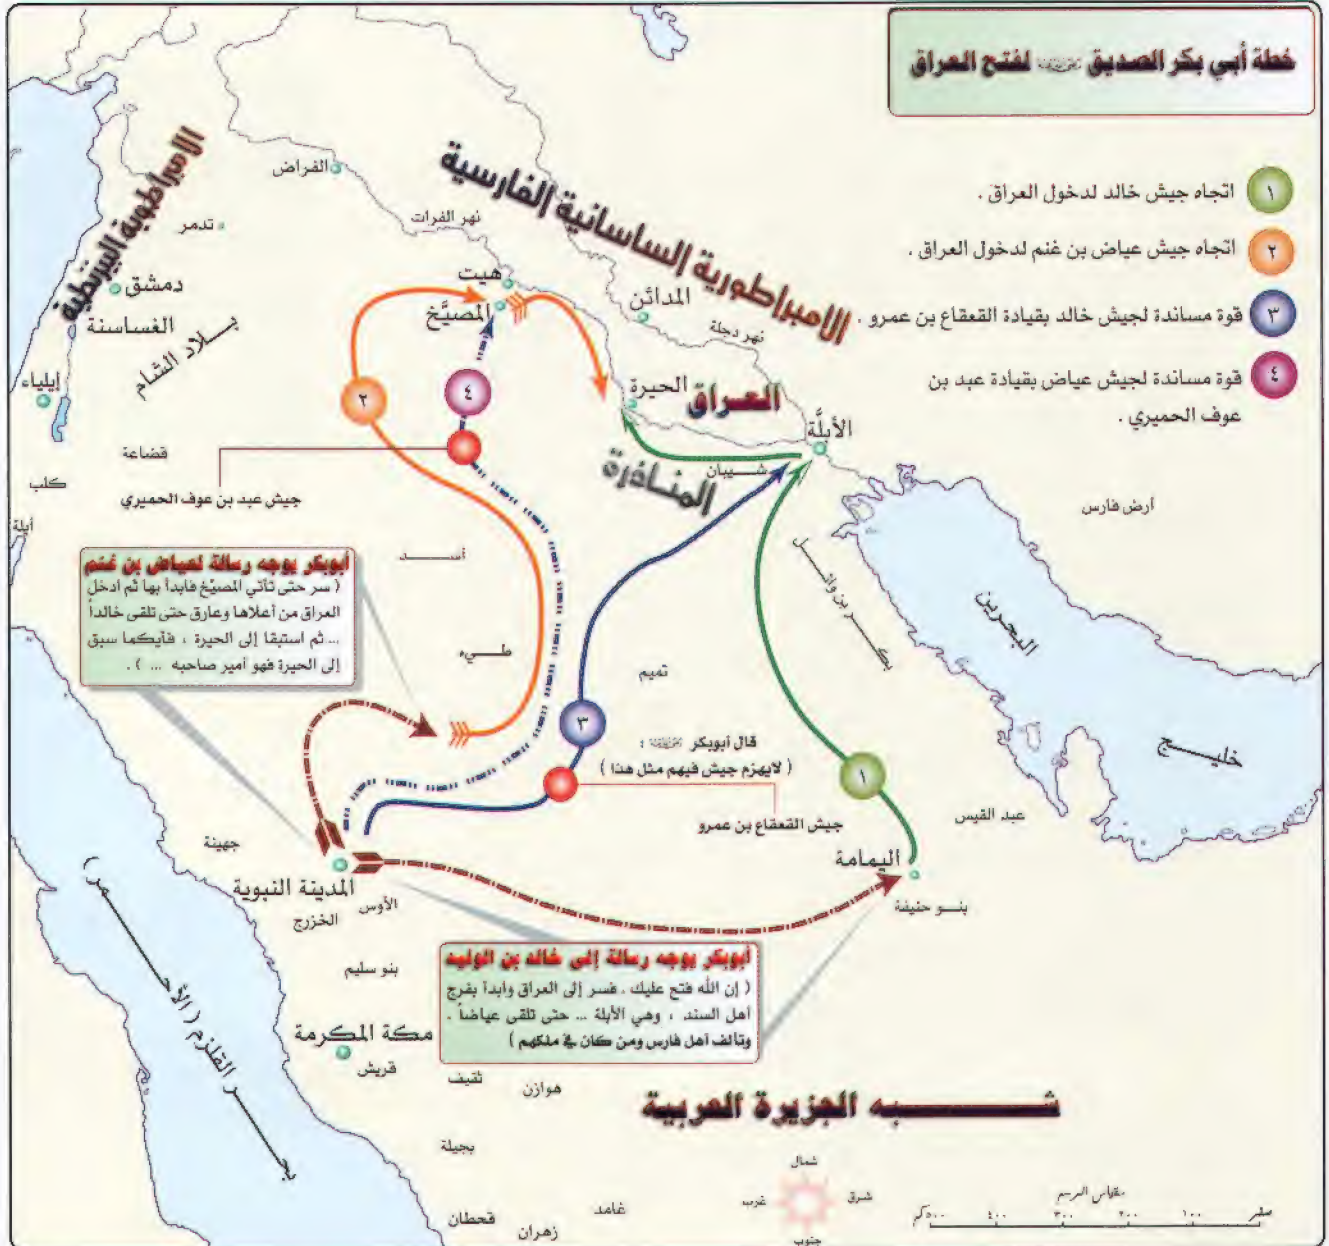 خطة أبي بكر الصديق لفتح العراق
١ اتجاه جيش خالد لدخول العراق .
٢ اتجاه جيش عياض بن غنم لدخول العراق .
٣ قوة مساندة لجيش خالد بقيادة القعقاع بن عمرو .
٤ قوة مساندة لجيش عياض بقيادة عبد بن
عوف الحميري .
الامبراطورية البيزنطية
الامبراطورية الساسانية الفارسية
الفراض
نهر الفرات
تدمر
دمشق
الغساسنة
بلاد الشام
إيلياء
هيت
المصيَّخ
المدائن
نهر دجلة
الحيرة
العراق
الأبلَّة
شيبان
المناذرة
٢
٤
قضاعة
كلب
أيلة
جيش عبد بن عوف الحميري
أرض فارس
البحرين
خليج
بكر بن وائل
أسد
طيء
تميم
أبوبكر يوجه رسالة لعياض بن غنم
( سر حتى تأتي المصيَّخ فابدأ بها ثم ادخل
العراق من أعلاها وعارق حتى تلقى خالداً
... ثم استبقا إلى الحيرة ، فأيكما سبق
إلى الحيرة فهو أمير صاحبه ... ) .
٣
١
قال أبوبكر :
( لايهزم جيش فيهم مثل هذا )
جيش القعقاع بن عمرو
عبد القيس
اليمامة
بنو حنيفة
جهينة
المدينة النبوية
الأوس
الخزرج
بنو سليم
أبوبكر يوجه رسالة إلى خالد بن الوليد
( إن الله فتح عليك . فسر إلى العراق وابدأ بفرج
أهل السند ، وهي الأبلة ... حتى تلقى عياضاً .
وتألف أهل فارس ومن كان في ملكهم )
مكة المكرمة
قريش
ثقيف
هوازن
بحر القلزم ( الأحمر )
شبه الجزيرة العربية
بجيلة
غامد
زهران
قحطان
شمال
شرق
غرب
جنوب
مقياس الرسم
صفر ١٠٠ ٢٠٠ ٣٠٠ ٤٠٠ ٥٠٠كم